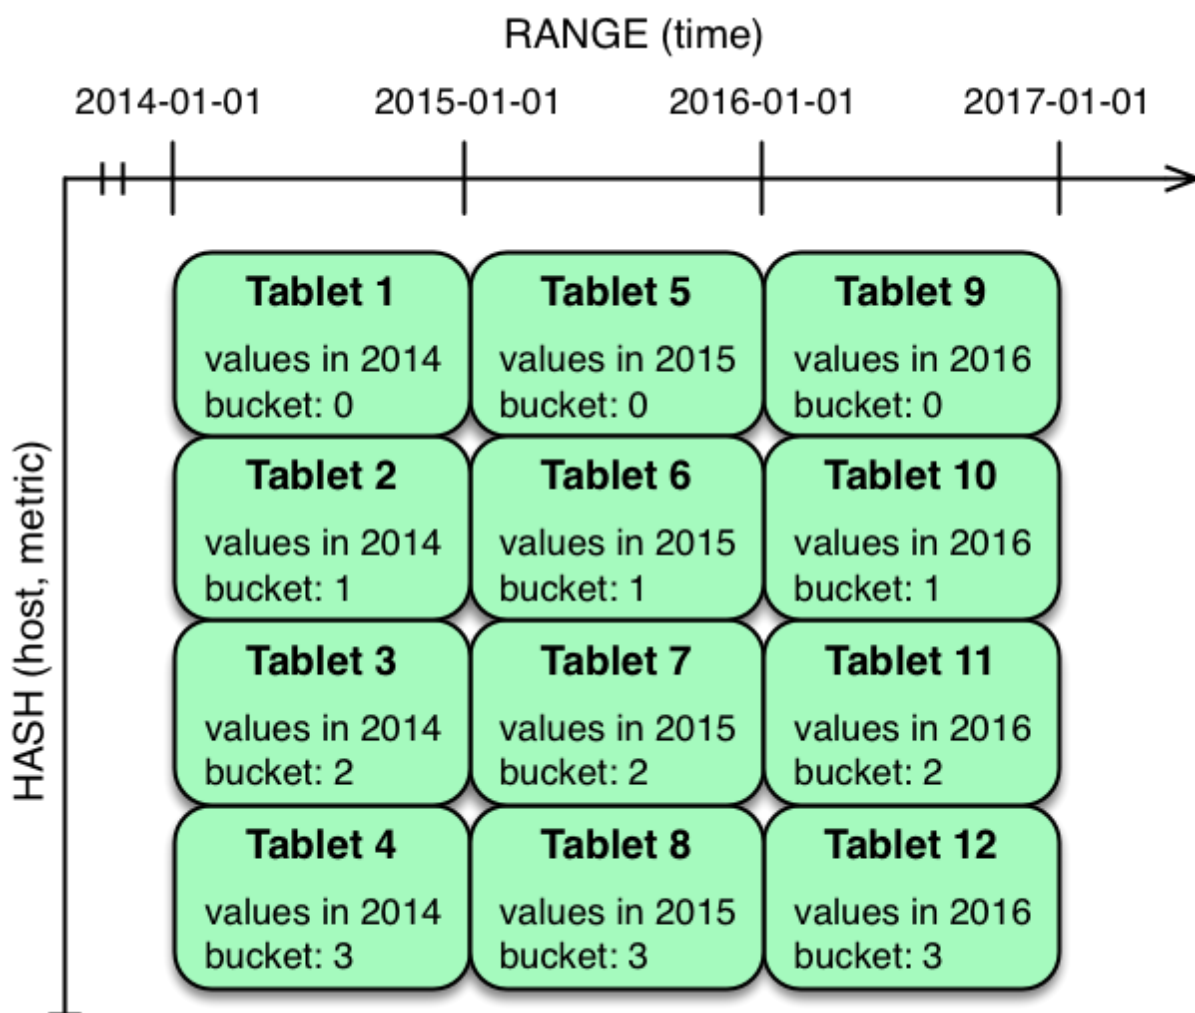 RANGE (time)
2014-01-01 2015-01-01 2016-01-01 2017-01-01
HASH (host, metric)
Tablet 1
values in 2014
bucket: 0
Tablet 5
values in 2015
bucket: 0
Tablet 9
values in 2016
bucket: 0
Tablet 2
values in 2014
bucket: 1
Tablet 6
values in 2015
bucket: 1
Tablet 10
values in 2016
bucket: 1
Tablet 3
values in 2014
bucket: 2
Tablet 7
values in 2015
bucket: 2
Tablet 11
values in 2016
bucket: 2
Tablet 4
values in 2014
bucket: 3
Tablet 8
values in 2015
bucket: 3
Tablet 12
values in 2016
bucket: 3